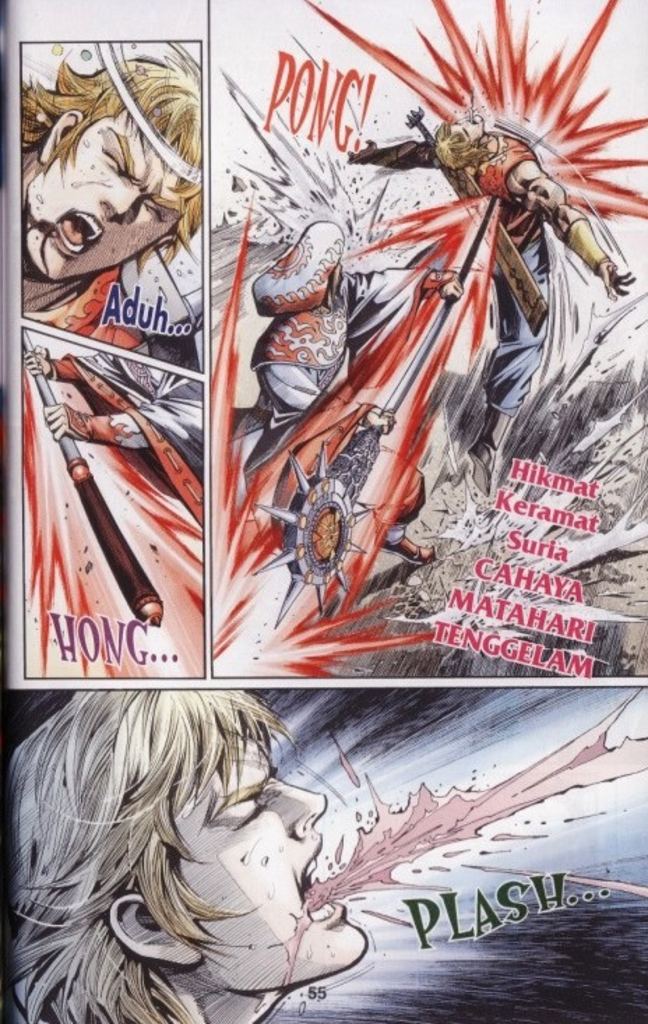 Aduh...
HONG...
PONG!
Hikmat
Keramat
Suria
CAHAYA
MATAHARI
TENGGELAM
PLASH...
55